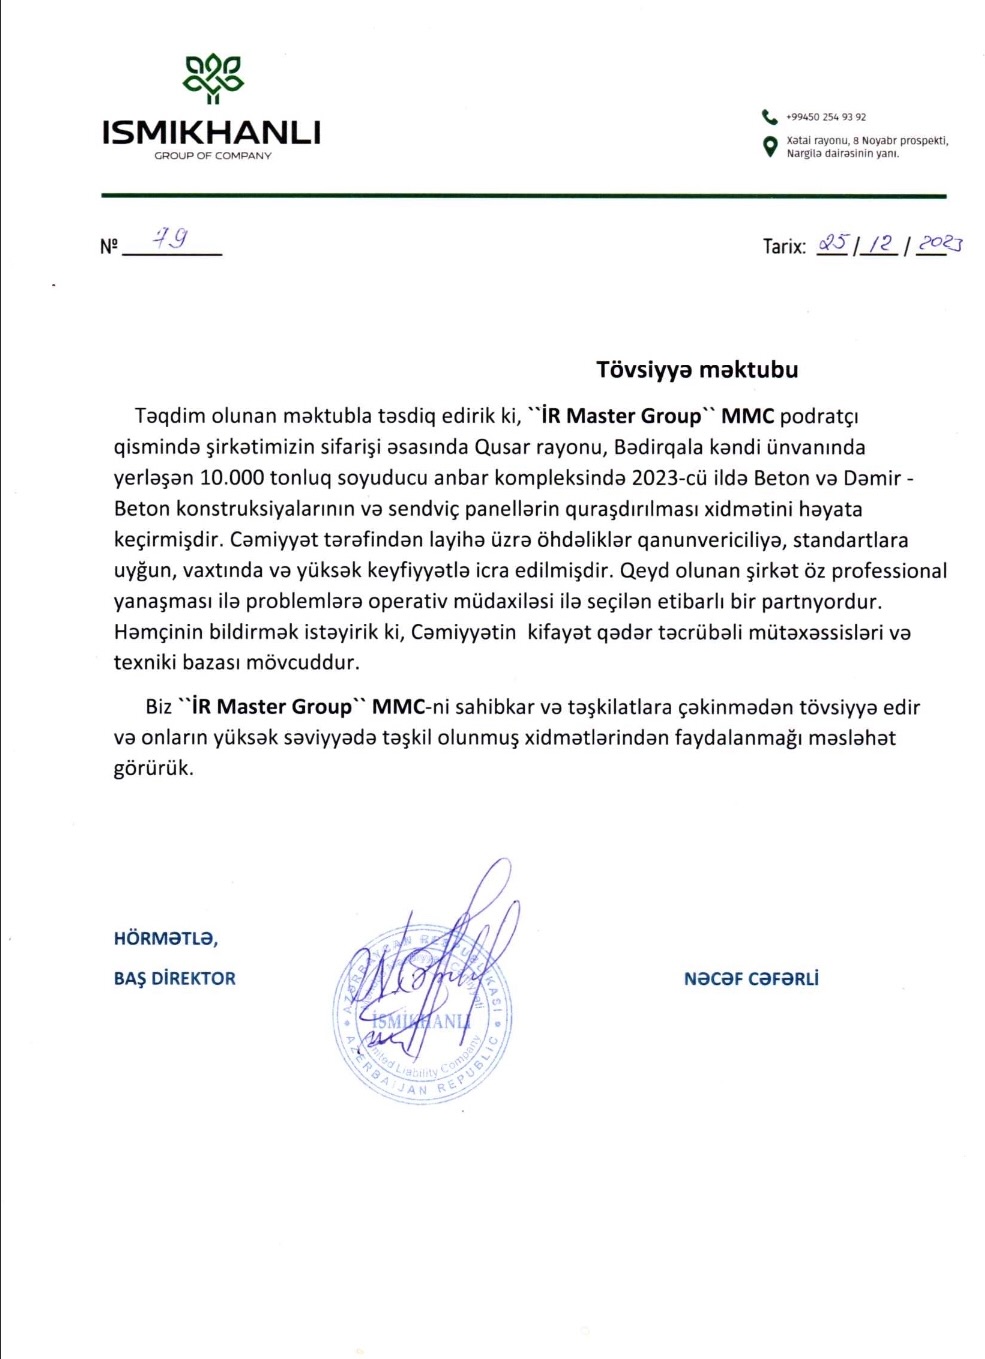 ISMIKHANLI
GROUP OF COMPANY
+99450 254 93 92
Xətai rayonu, 8 Noyabr prospekti,
Nargilə dairəsinin yanı.
№ 79
Tarix: 25 / 12 / 2023
Tövsiyyə məktubu
Təqdim olunan məktubla təsdiq edirik ki, ``İR Master Group`` MMC podratçı
qismində şirkətimizin sifarişi əsasında Qusar rayonu, Bədirqala kəndi ünvanında
yerləşən 10.000 tonluq soyuducu anbar kompleksində 2023-cü ildə Beton və Dəmir -
Beton konstruksiyalarının və sendviç panellərin quraşdırılması xidmətini həyata
keçirmişdir. Cəmiyyət tərəfindən layihə üzrə öhdəliklər qanunvericiliyə, standartlara
uyğun, vaxtında və yüksək keyfiyyətlə icra edilmişdir. Qeyd olunan şirkət öz professional
yanaşması ilə problemlərə operativ müdaxiləsi ilə seçilən etibarlı bir partnyordur.
Həmçinin bildirmək istəyirik ki, Cəmiyyətin kifayət qədər təcrübəli mütəxəssisləri və
texniki bazası mövcuddur.
Biz ``İR Master Group`` MMC-ni sahibkar və təşkilatlara çəkinmədən tövsiyyə edir
və onların yüksək səviyyədə təşkil olunmuş xidmətlərindən faydalanmağı məsləhət
görürük.
HÖRMƏTLƏ,
BAŞ DİREKTOR
NƏCƏF CƏFƏRLİ
AZƏRBAYCAN RESPUBLİKASI
İSMİKHANLI
Limited Liability Company
AZERBAIJAN REPUBLIC